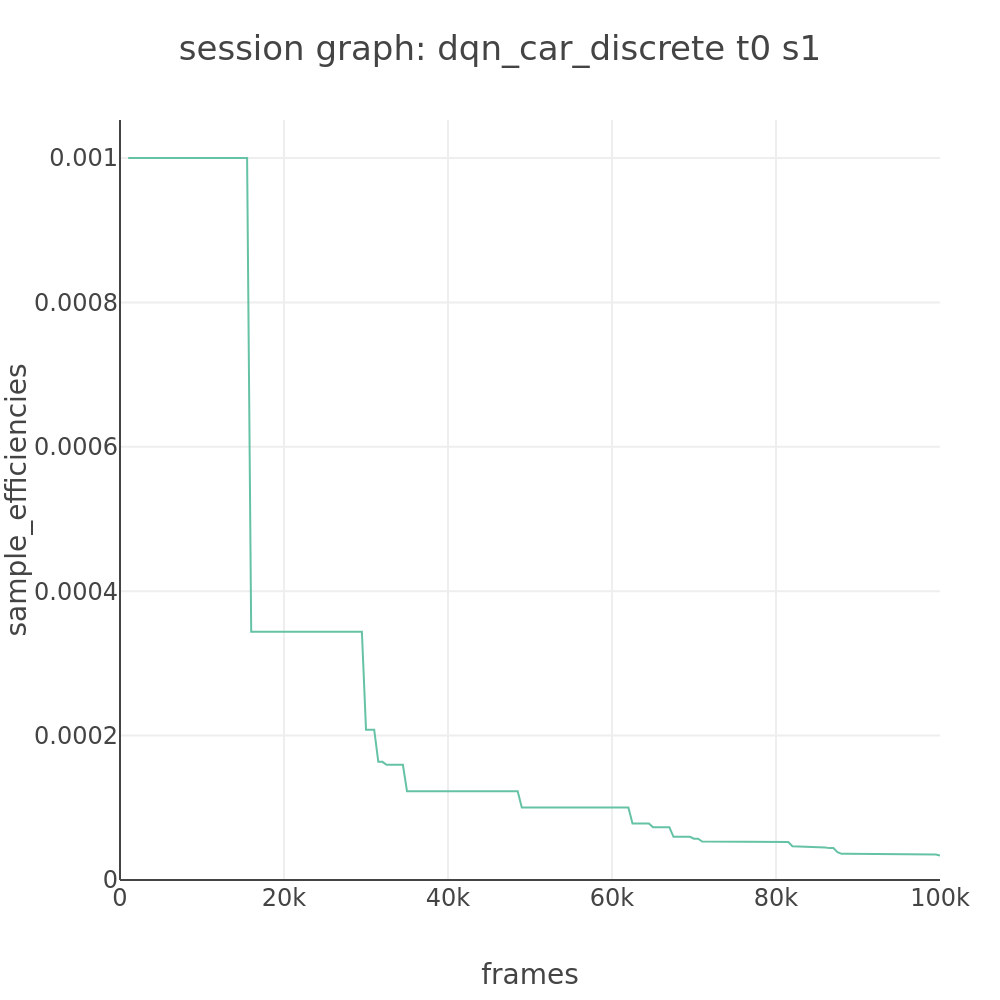 session graph: dqn_car_discrete t0 s1
sample_efficiencies
0.001
0.0008
0.0006
0.0004
0.0002
0
0
20k
40k
60k
80k
100k
frames